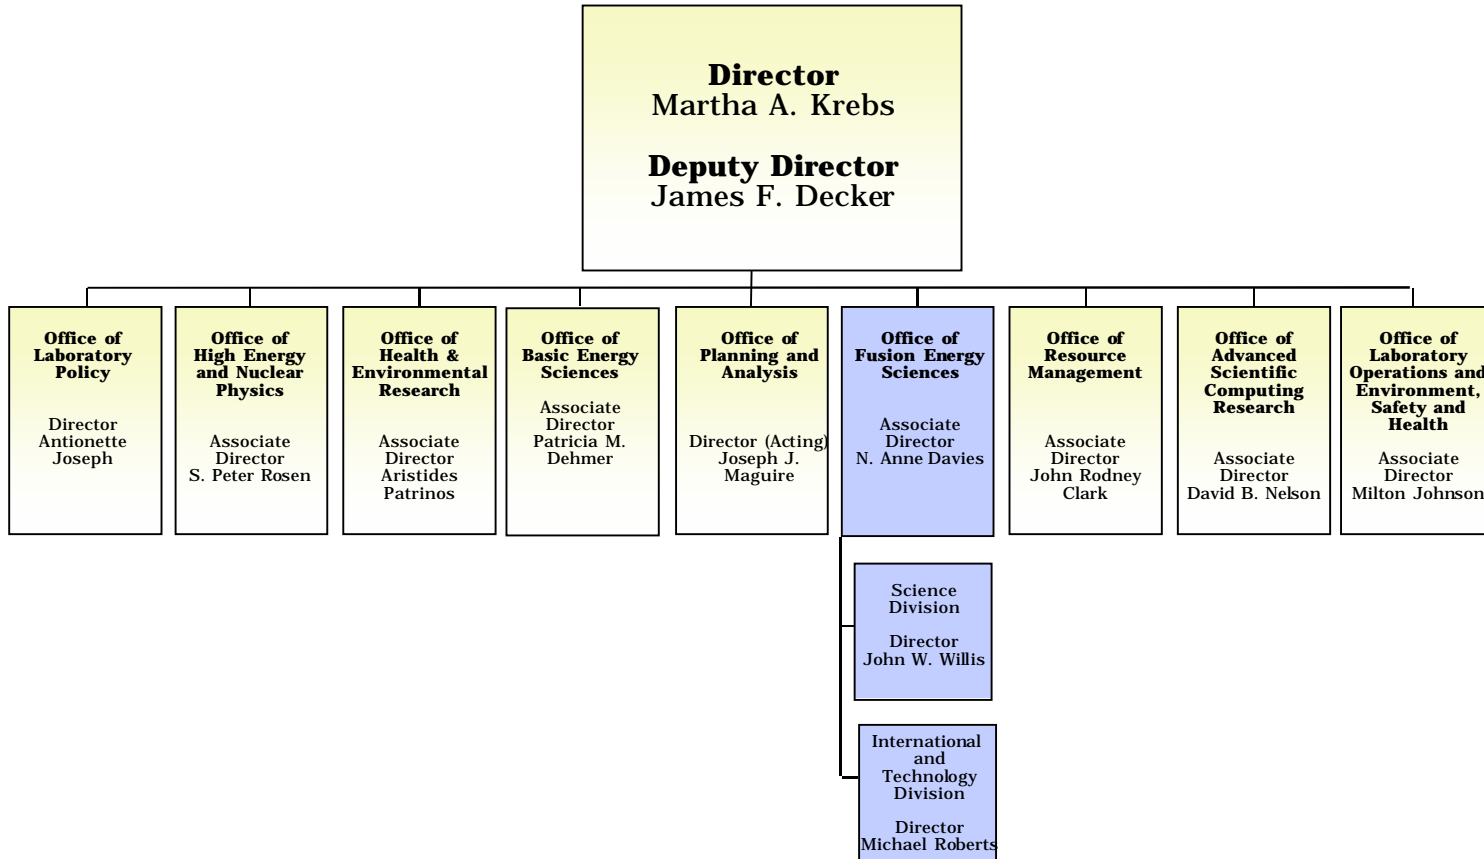 Director
Martha A. Krebs
Deputy Director
James F. Decker
Office of
Laboratory
Policy
Director
Antionette
Joseph
Office of
High Energy
and Nuclear
Physics
Associate
Director
S. Peter Rosen
Office of
Health &
Environmental
Research
Associate
Director
Aristides
Patrinos
Office of
Basic Energy
Sciences
Associate
Director
Patricia M.
Dehmer
Office of
Planning and
Analysis
Director (Acting)
Joseph J.
Maguire
Office of
Fusion Energy
Sciences
Associate
Director
N. Anne Davies
Office of
Resource
Management
Associate
Director
John Rodney
Clark
Office of
Advanced
Scientific
Computing
Research
Associate
Director
David B. Nelson
Office of
Laboratory
Operations and
Environment,
Safety and
Health
Associate
Director
Milton Johnson
Science
Division
Director
John W. Willis
International
and
Technology
Division
Director
Michael Roberts